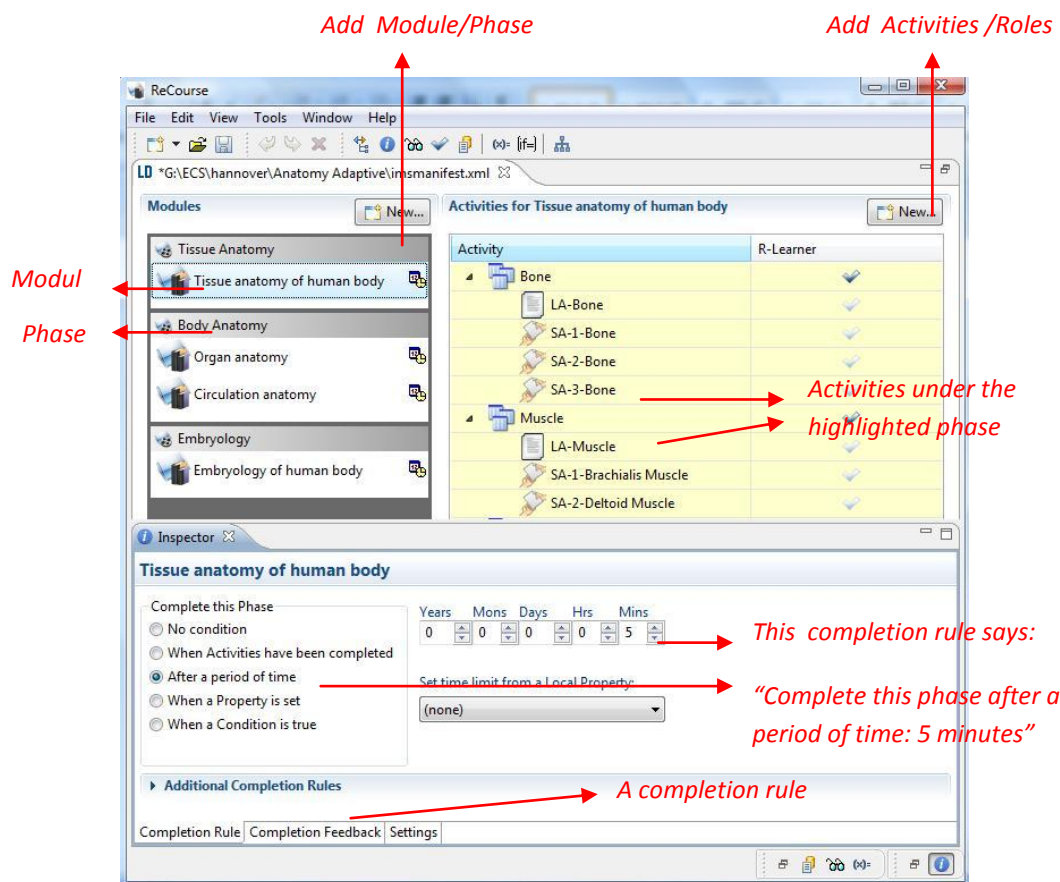 Add Module/Phase
Add Activities /Roles
ReCourse
File Edit View Tools Window Help
(x)= [if=]
LD *G:\ECS\hannover\Anatomy Adaptive\imsmanifest.xml
Modules
New...
Activities for Tissue anatomy of human body
New...
Tissue Anatomy
Tissue anatomy of human body
Body Anatomy
Organ anatomy
Circulation anatomy
Embryology
Embryology of human body
Modul
Phase
Activity R-Learner
Bone
LA-Bone
SA-1-Bone
SA-2-Bone
SA-3-Bone
Muscle
LA-Muscle
SA-1-Brachialis Muscle
SA-2-Deltoid Muscle
Activities under the
highlighted phase
Inspector
Tissue anatomy of human body
Complete this Phase
No condition
When Activities have been completed
After a period of time
When a Property is set
When a Condition is true
Years Mons Days Hrs Mins
0 0 0 0 5
Set time limit from a Local Property:
(none)
This completion rule says:
“Complete this phase after a
period of time: 5 minutes”
Additional Completion Rules
A completion rule
Completion Rule Completion Feedback Settings
(x)=